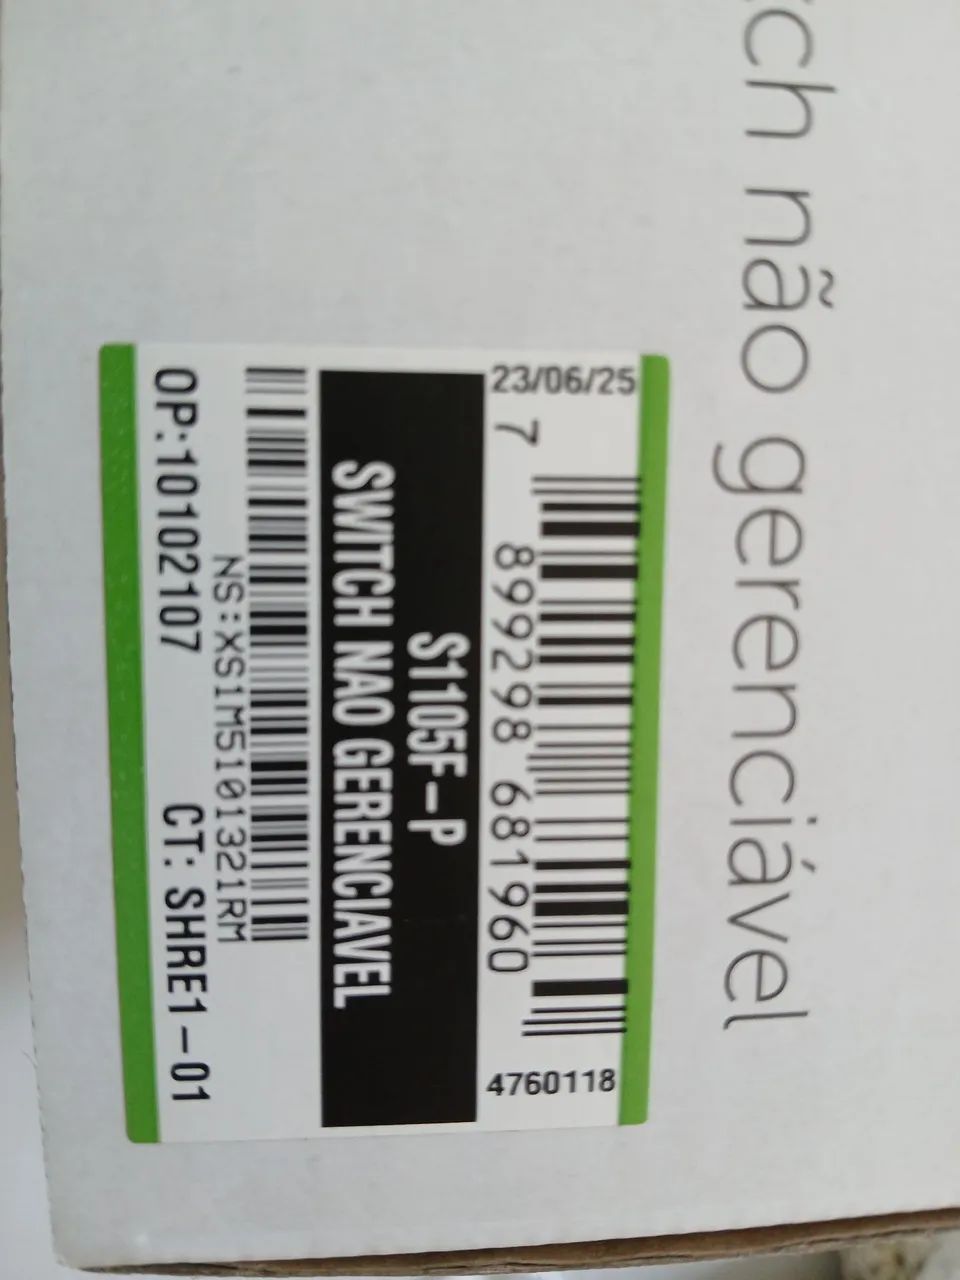 ch não gerenciável
23/06/25
7 899298 681960
4760118
S1105F-P
SWITCH NAO GERENCIAVEL
NS:XS1M5101321RM
OP:10102107 CT: SHRE1-01